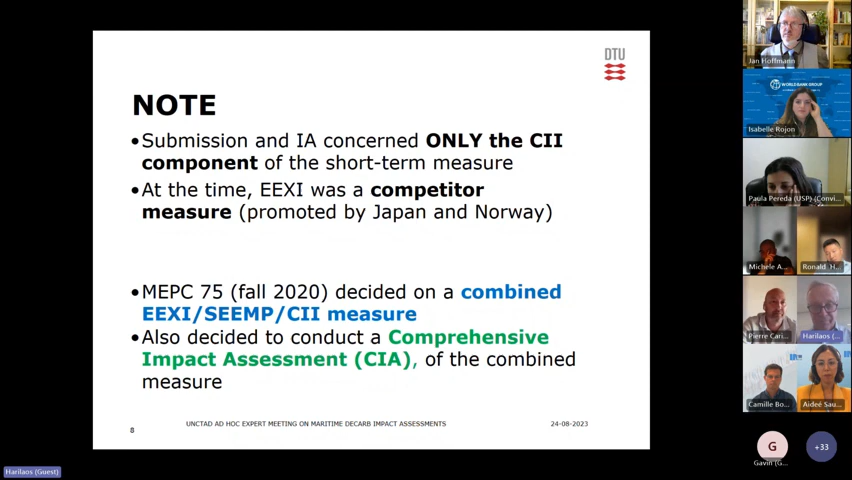 DTU
NOTE
•Submission and IA concerned ONLY the CII
component of the short-term measure
•At the time, EEXI was a competitor
measure (promoted by Japan and Norway)
•MEPC 75 (fall 2020) decided on a combined
EEXI/SEEMP/CII measure
•Also decided to conduct a Comprehensive
Impact Assessment (CIA), of the combined
measure
8
UNCTAD AD HOC EXPERT MEETING ON MARITIME DECARB IMPACT ASSESSMENTS
24-08-2023
Harilaos (Guest)
Jan Hoffmann
WORLD BANK GROUP
Isabelle Rojon
Paula Pereda (USP) (Convi...
Michele A...
Ronald H...
Pierre Cari...
Harilaos (...
Camille Bo...
Aideé Sau...
G
Gavin (G...
+33